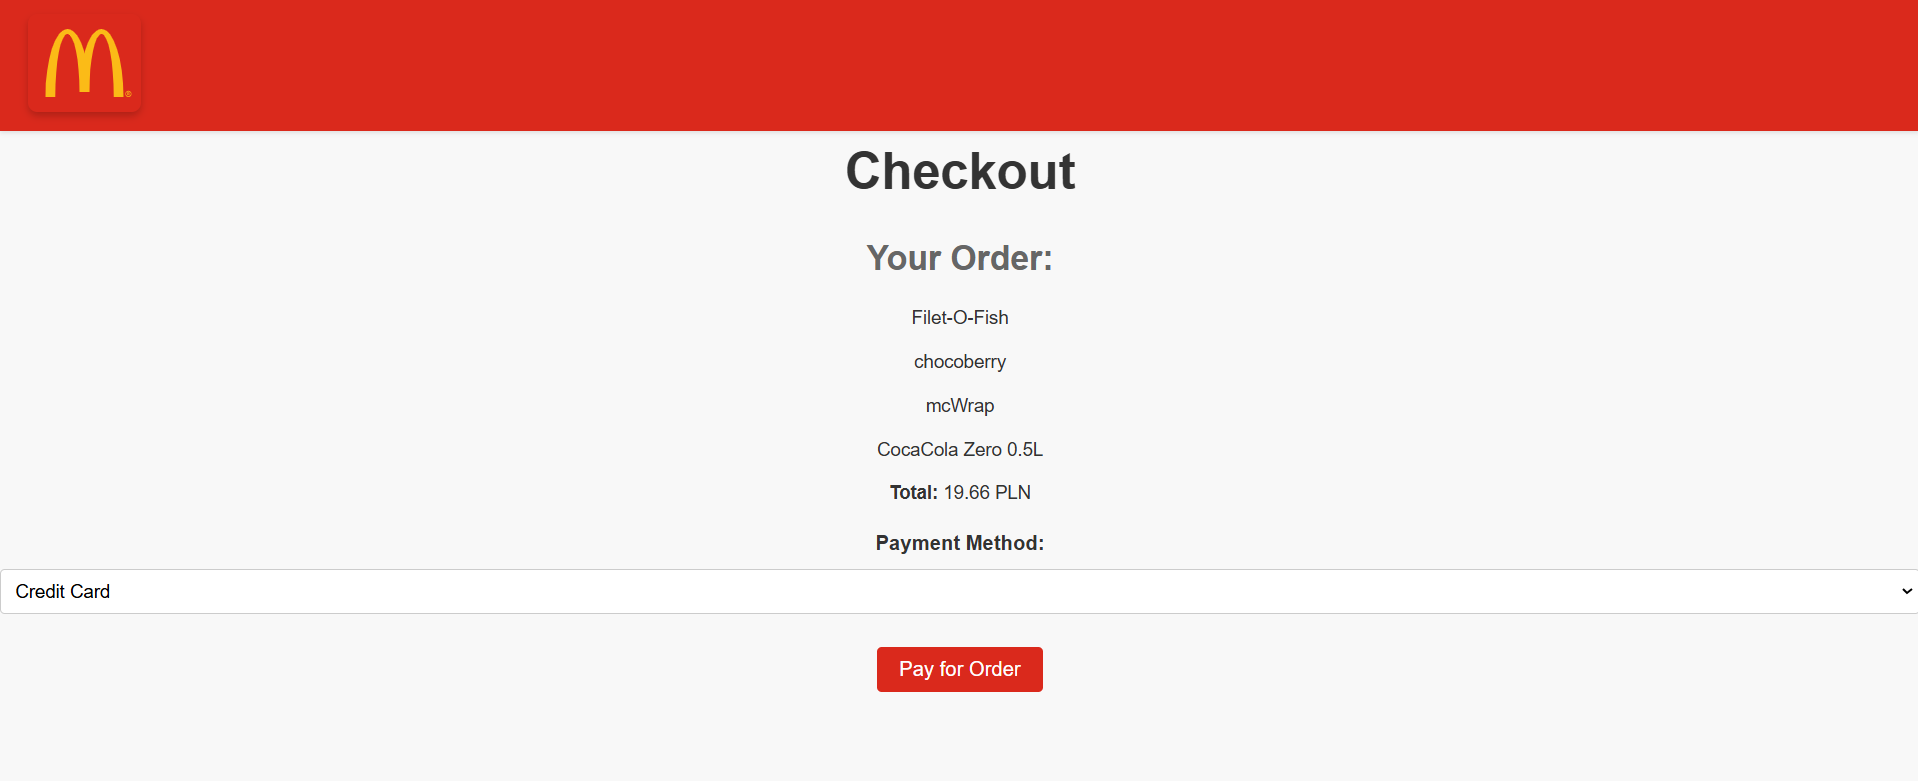 Checkout
Your Order:
Filet-O-Fish
chocoberry
mcWrap
CocaCola Zero 0.5L
Total: 19.66 PLN
Payment Method:
Credit Card
Pay for Order